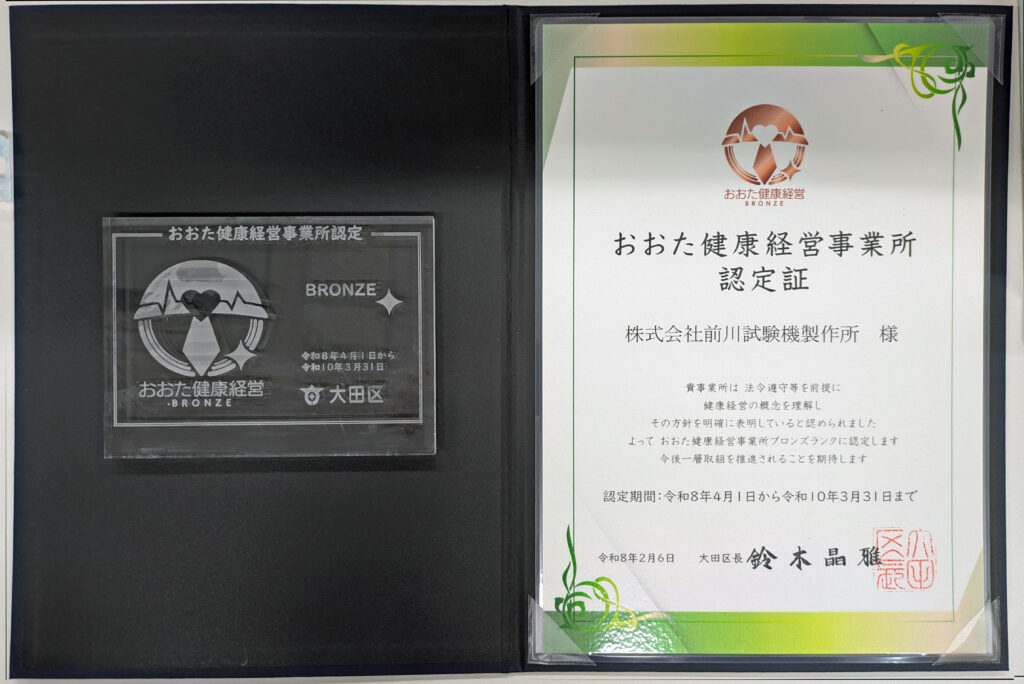 おおた健康経営事業所認定
BRONZE
令和8年4月1日から
令和10年3月31日
おおた健康経営
BRONZE
大田区
おおた健康経営
BRONZE
おおた健康経営事業所
認定証
株式会社前川試験機製作所 様
貴事業所は 法令遵守等を前提に
健康経営の概念を理解し
その方針を明確に表明していると認められました
よって おおた健康経営事業所ブロンズランクに認定します
今後一層取組を推進されることを期待します
認定期間:令和8年4月1日から令和10年3月31日まで
令和8年2月6日 大田区長 鈴木晶雅